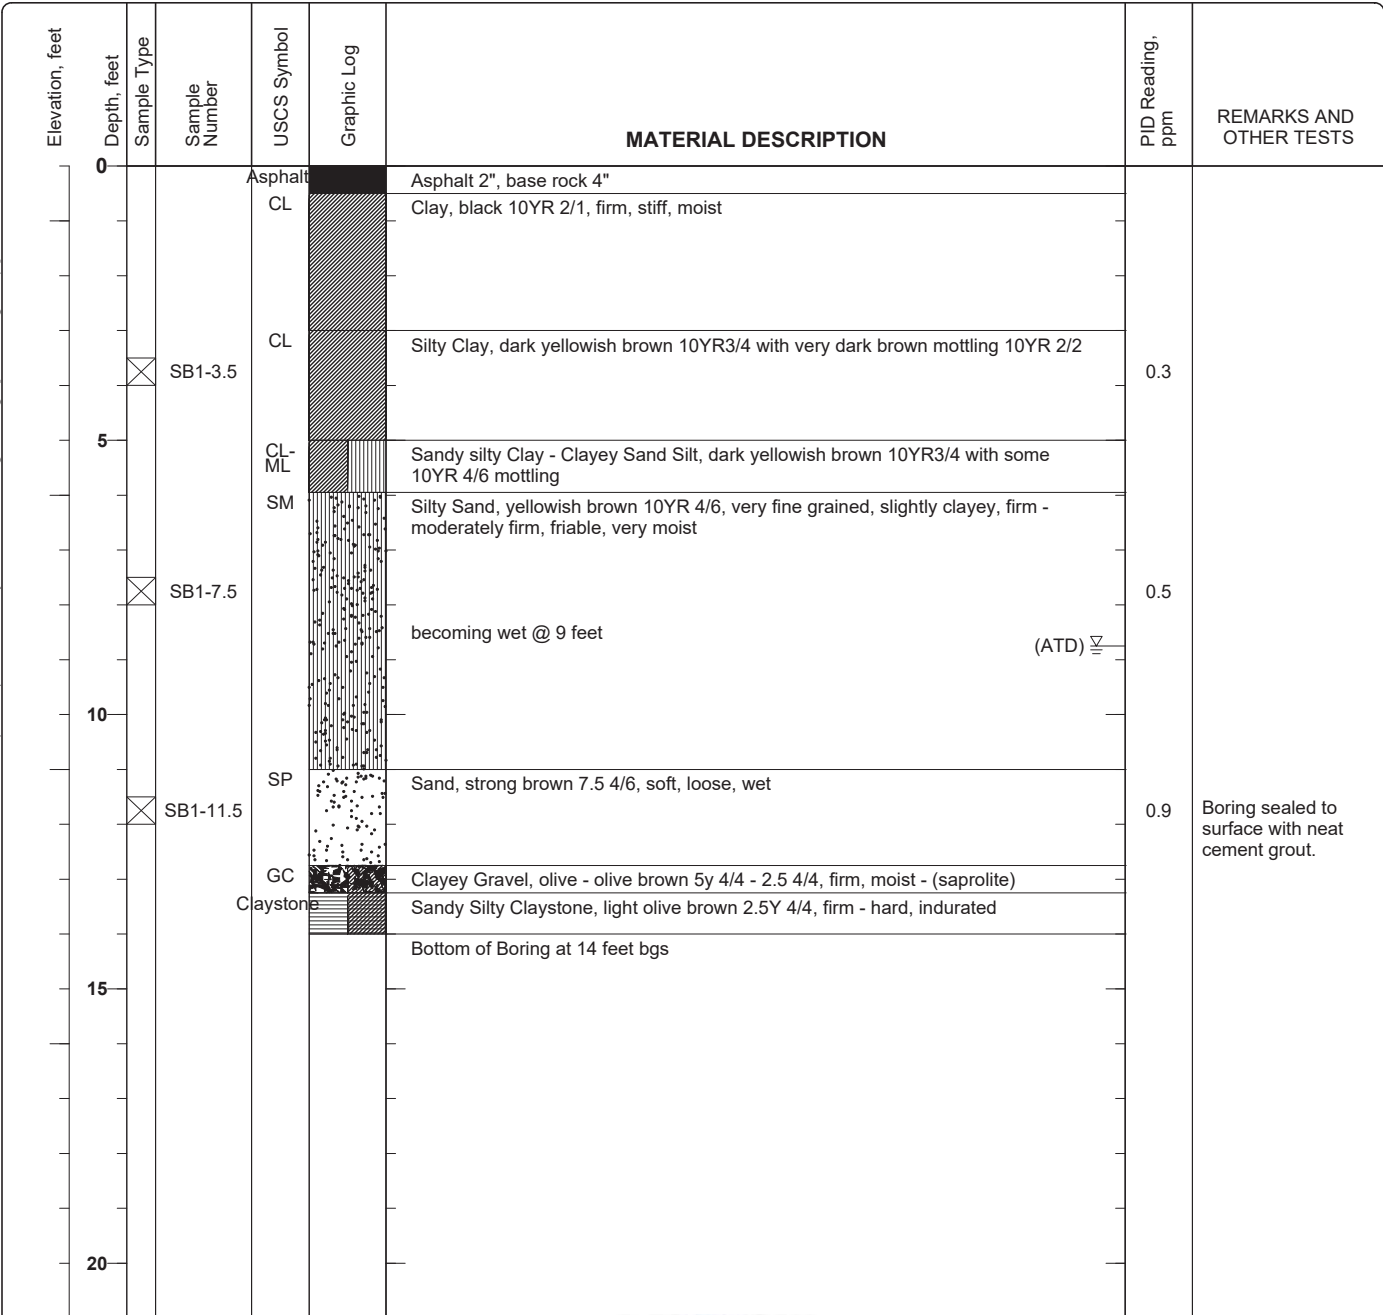 Elevation, feet
Depth, feet
Sample Type
Sample
Number
USCS Symbol
Graphic Log
MATERIAL DESCRIPTION
PID Reading,
ppm
REMARKS AND
OTHER TESTS
0
Asphalt
Asphalt 2", base rock 4"
CL
Clay, black 10YR 2/1, firm, stiff, moist
CL
Silty Clay, dark yellowish brown 10YR3/4 with very dark brown mottling 10YR 2/2
SB1-3.5
0.3
5
CL-
ML
Sandy silty Clay - Clayey Sand Silt, dark yellowish brown 10YR3/4 with some
10YR 4/6 mottling
SM
Silty Sand, yellowish brown 10YR 4/6, very fine grained, slightly clayey, firm -
moderately firm, friable, very moist
SB1-7.5
0.5
becoming wet @ 9 feet
(ATD)
10
SP
Sand, strong brown 7.5 4/6, soft, loose, wet
SB1-11.5
0.9
Boring sealed to
surface with neat
cement grout.
GC
Clayey Gravel, olive - olive brown 5y 4/4 - 2.5 4/4, firm, moist - (saprolite)
Claystone
Sandy Silty Claystone, light olive brown 2.5Y 4/4, firm - hard, indurated
Bottom of Boring at 14 feet bgs
15
20